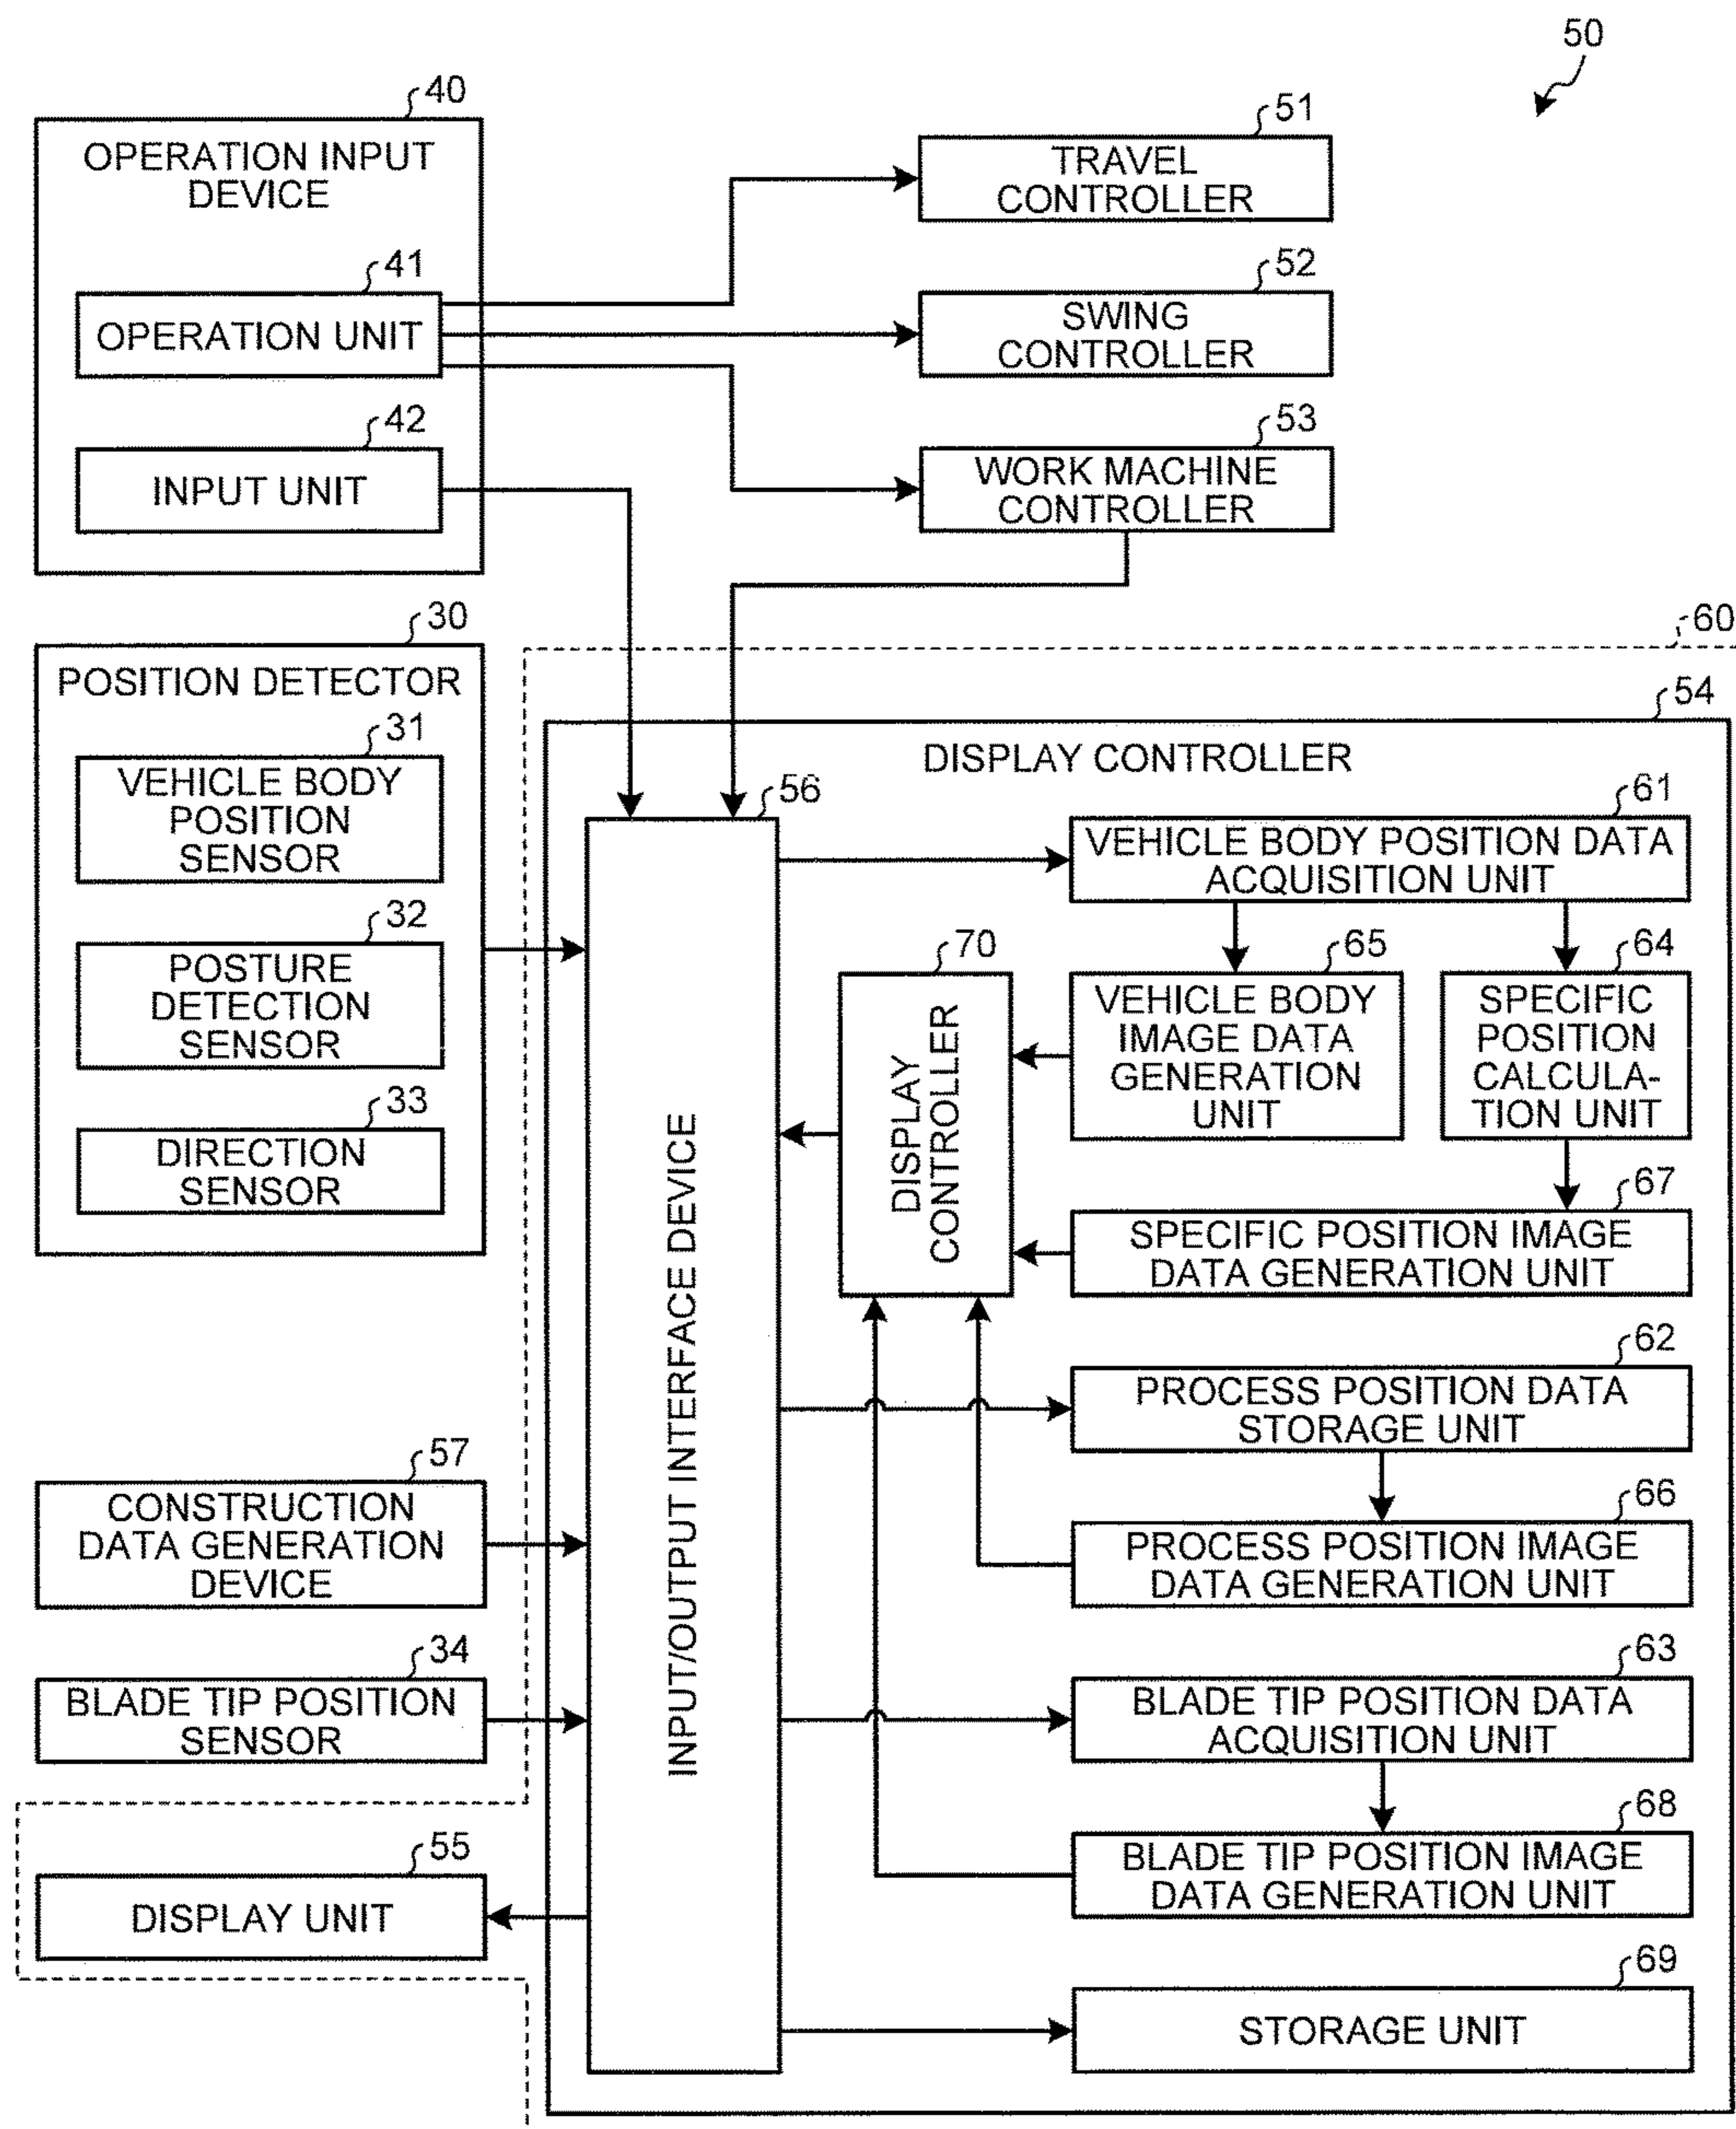 50
40
OPERATION INPUT
DEVICE
41
OPERATION UNIT
42
INPUT UNIT
51
TRAVEL
CONTROLLER
52
SWING
CONTROLLER
53
WORK MACHINE
CONTROLLER
30
POSITION DETECTOR
31
VEHICLE BODY
POSITION
SENSOR
32
POSTURE
DETECTION
SENSOR
33
DIRECTION
SENSOR
57
CONSTRUCTION
DATA GENERATION
DEVICE
34
BLADE TIP POSITION
SENSOR
55
DISPLAY UNIT
60
54
DISPLAY CONTROLLER
56
INPUT/OUTPUT INTERFACE DEVICE
61
VEHICLE BODY POSITION DATA
ACQUISITION UNIT
70
DISPLAY
CONTROLLER
65
VEHICLE BODY
IMAGE DATA
GENERATION
UNIT
64
SPECIFIC
POSITION
CALCULA-
TION UNIT
67
SPECIFIC POSITION IMAGE
DATA GENERATION UNIT
62
PROCESS POSITION DATA
STORAGE UNIT
66
PROCESS POSITION IMAGE
DATA GENERATION UNIT
63
BLADE TIP POSITION DATA
ACQUISITION UNIT
68
BLADE TIP POSITION IMAGE
DATA GENERATION UNIT
69
STORAGE UNIT